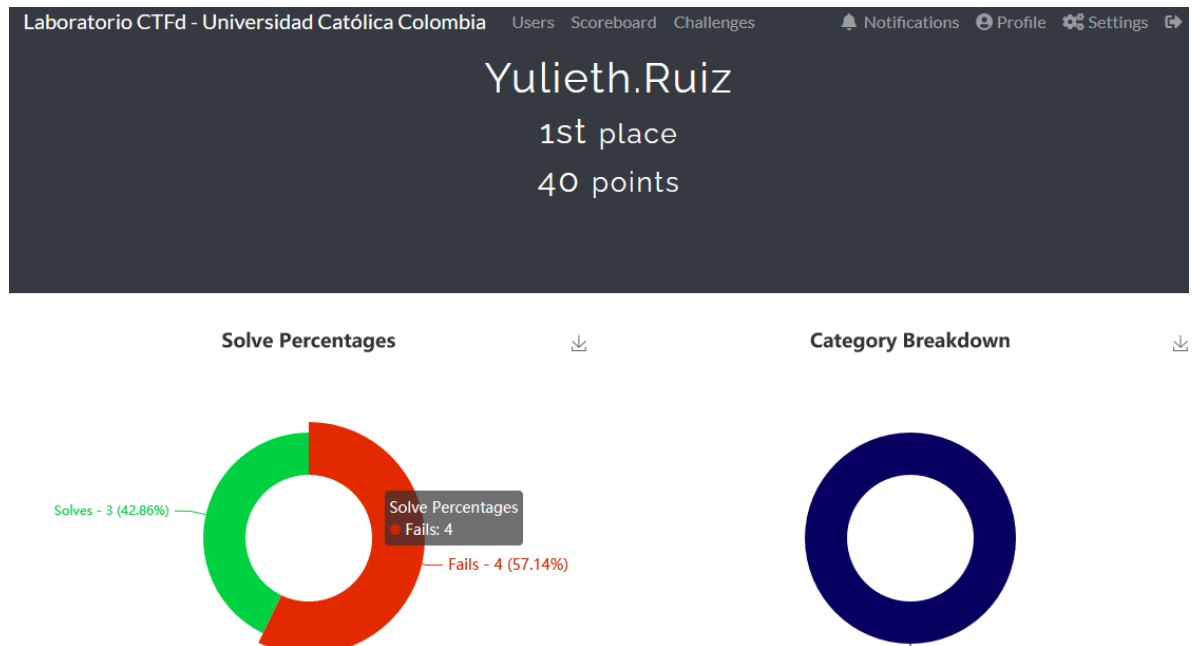 Laboratorio CTFd - Universidad Católica Colombia Users Scoreboard Challenges Notifications Profile Settings
Yulieth.Ruiz
1st place
40 points
Solve Percentages
Category Breakdown
Solves - 3 (42.86%)
Solve Percentages
Fails: 4
Fails - 4 (57.14%)